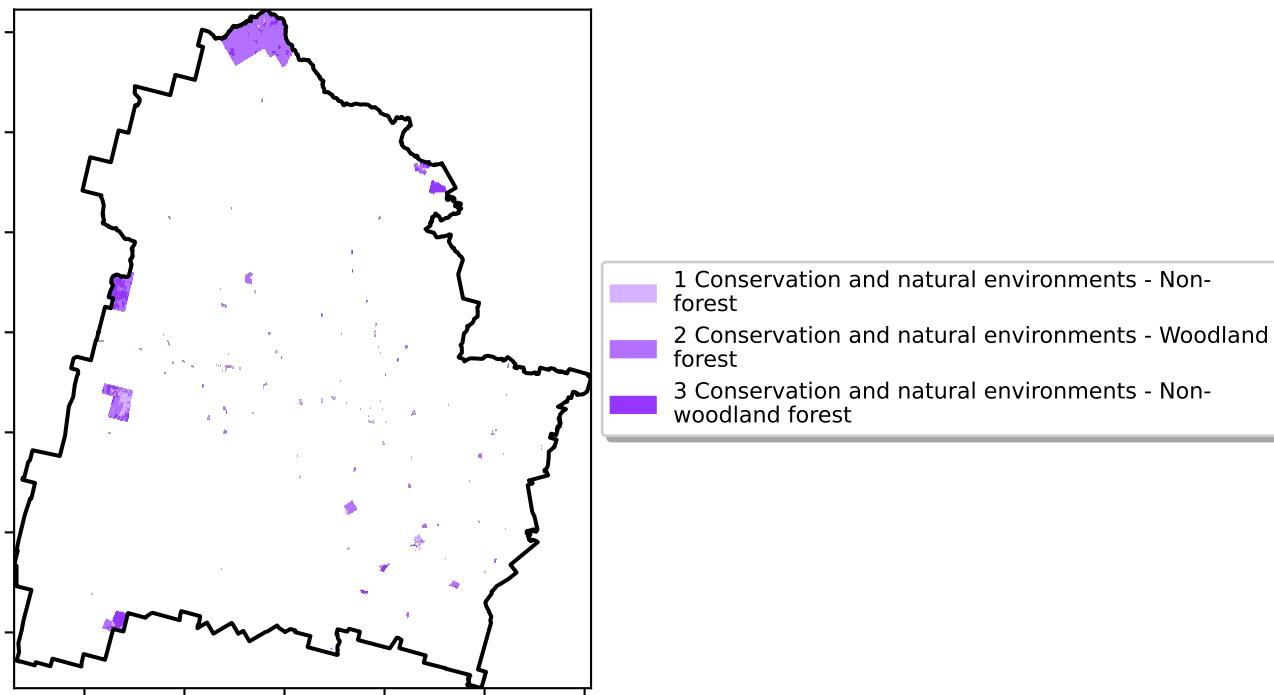 1 Conservation and natural environments - Non-
forest
2 Conservation and natural environments - Woodland
forest
3 Conservation and natural environments - Non-
woodland forest